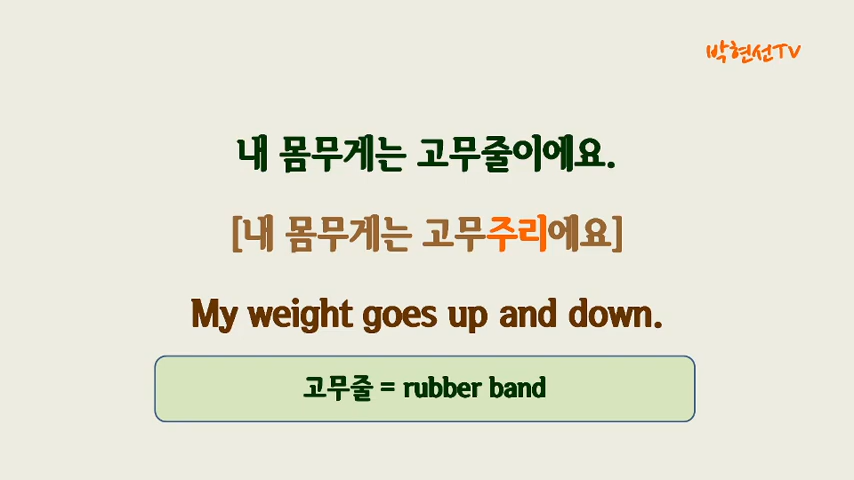 박현선TV
내 몸무게는 고무줄이에요.
[내 몸무게는 고무주리에요]
My weight goes up and down.
고무줄 = rubber band